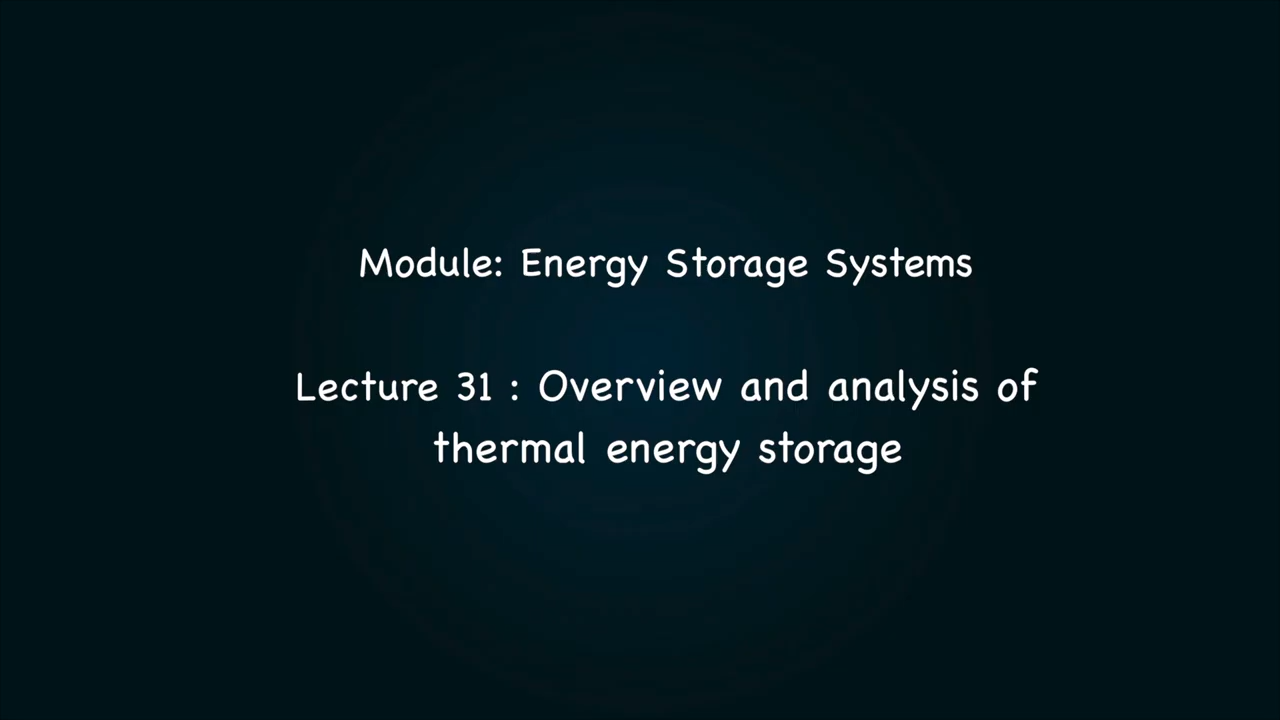 Module: Energy Storage Systems
Lecture 31 : Overview and analysis of
thermal energy storage